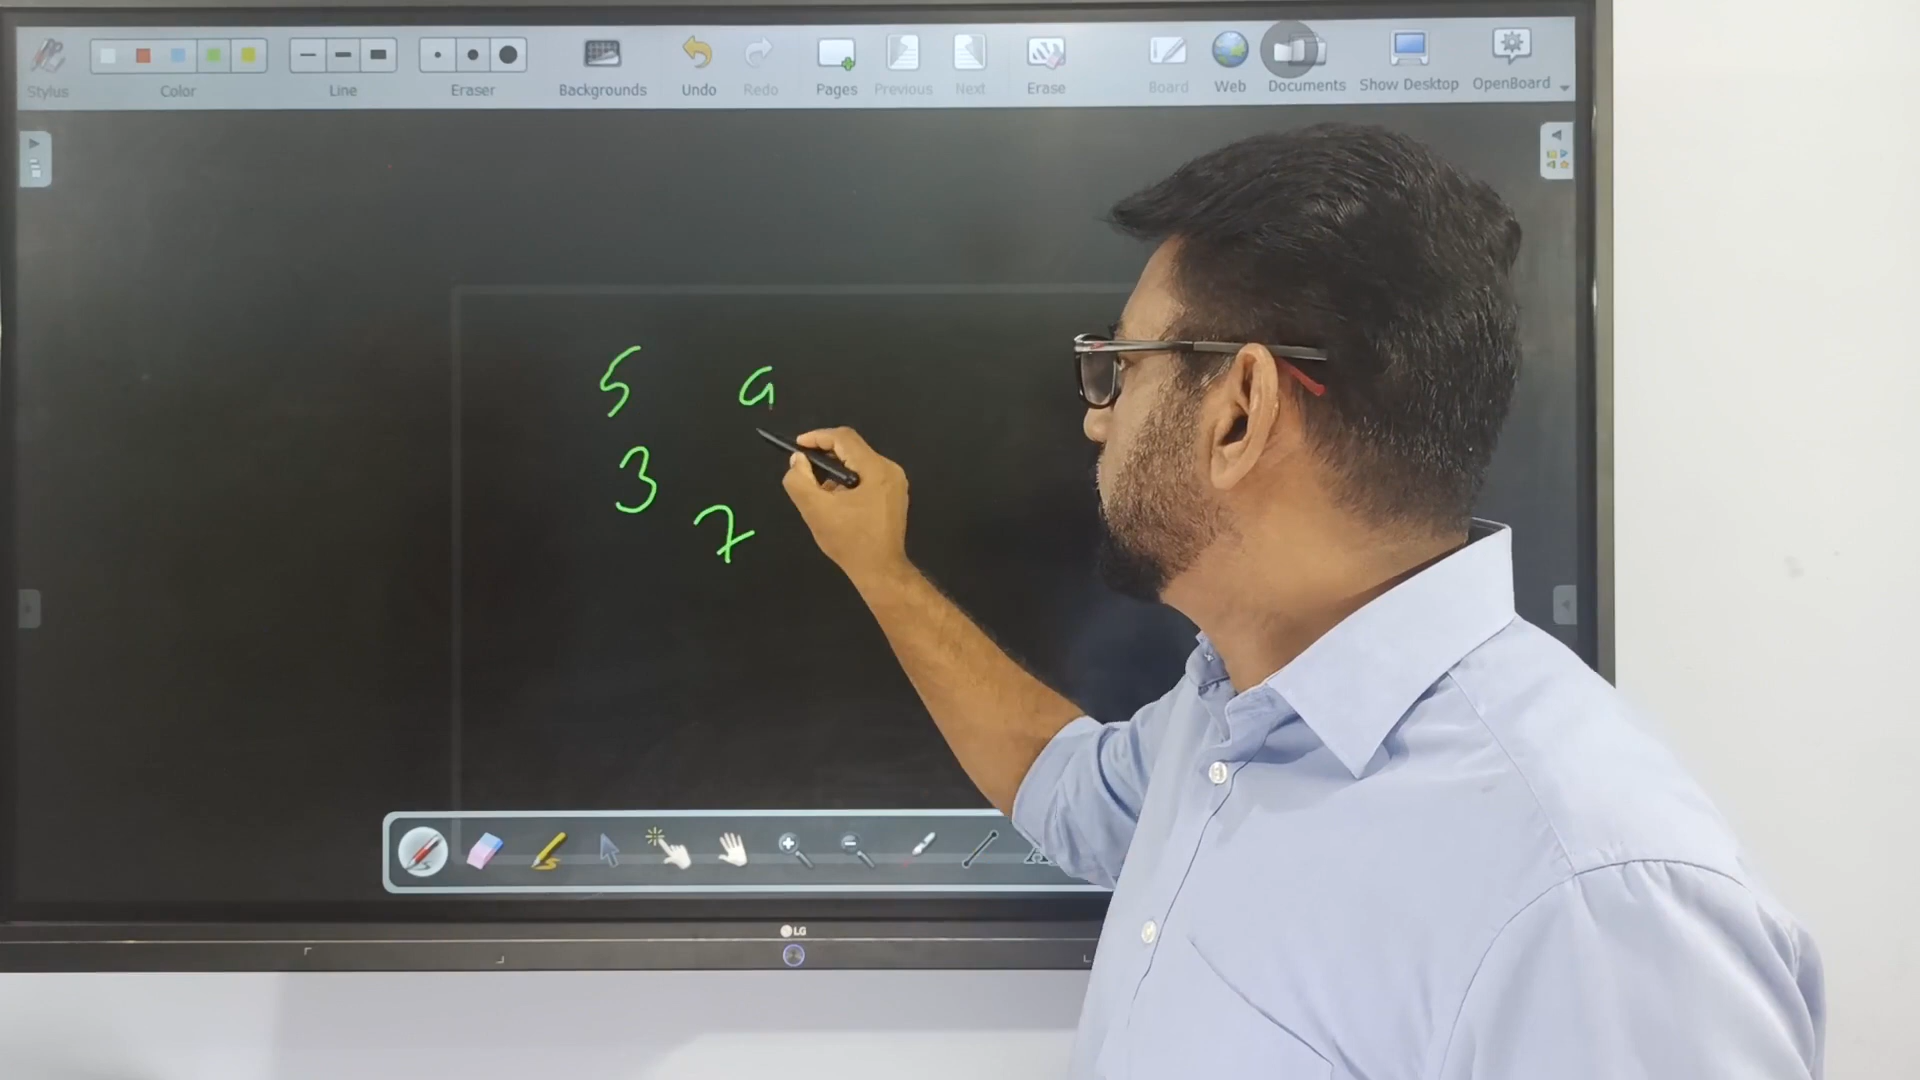 Stylus Color Line Eraser Backgrounds Undo Redo Pages Previous Next Erase Board Web Documents Show Desktop OpenBoard
5
3
7
LG